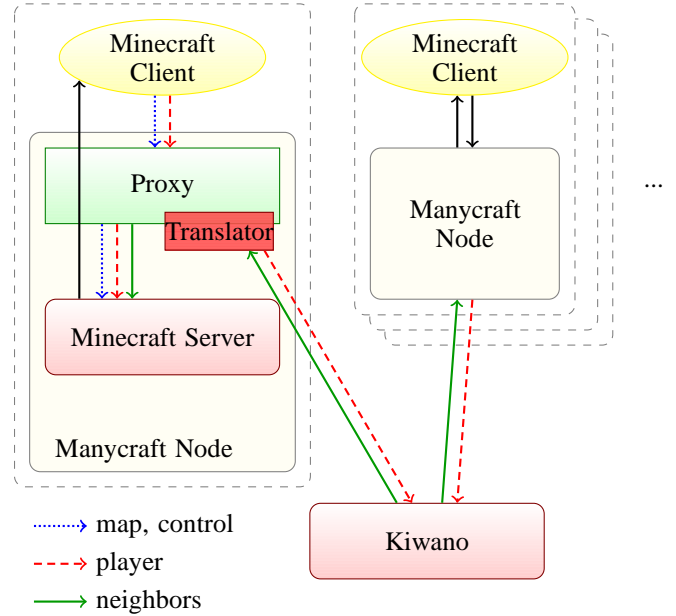 Minecraft
Client
Proxy
Translator
Minecraft Server
Manycraft Node
Minecraft
Client
Manycraft
Node
...
Kiwano
map, control
player
neighbors